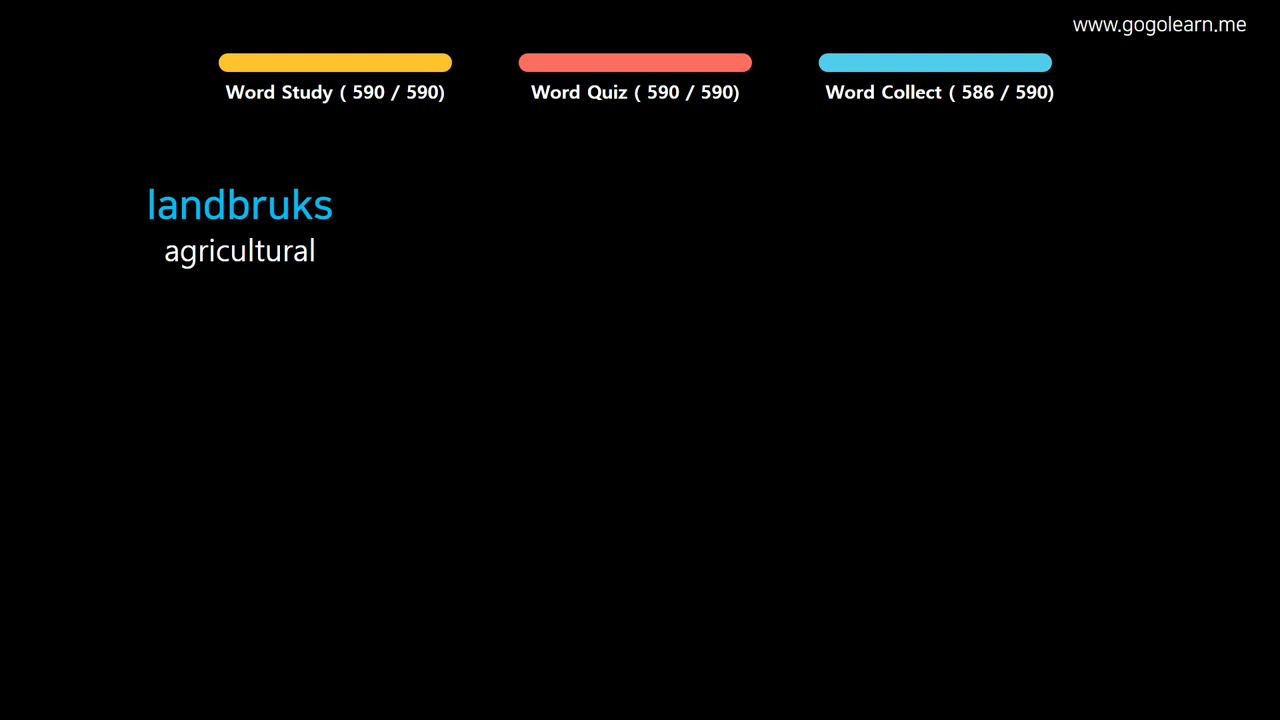 www.gogolearn.me
Word Study ( 590 / 590)
Word Quiz ( 590 / 590)
Word Collect ( 586 / 590)
landbruks
agricultural